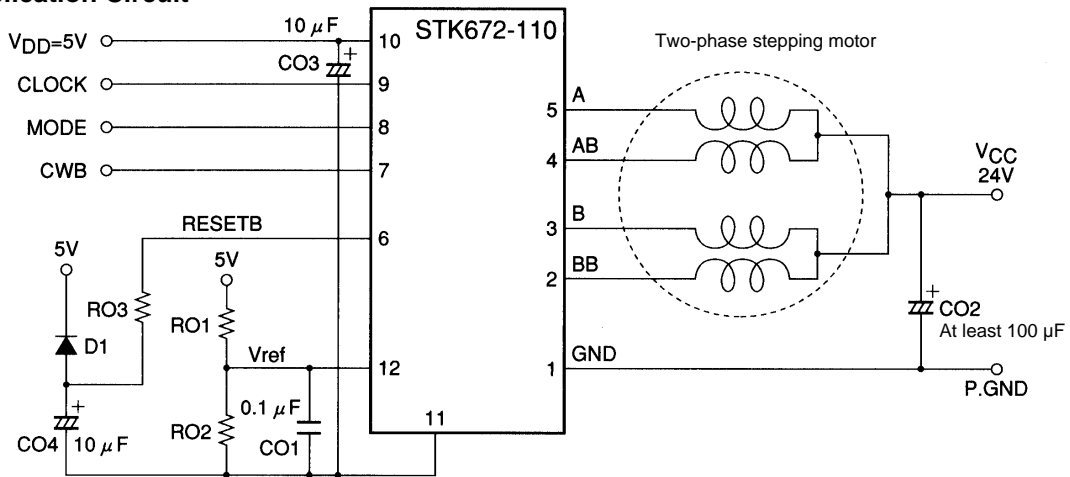 lication Circuit
STK672-110
Two-phase stepping motor
VDD=5V
10 μF
10
CO3
+
CLOCK
9
MODE
8
CWB
7
RESETB
6
5V
5V
RO3
RO1
D1
Vref
12
+
CO4
10 μF
RO2
0.1 μF
CO1
11
5
A
4
AB
3
B
2
BB
1
GND
VCC
24V
+
CO2
At least 100 μF
P.GND